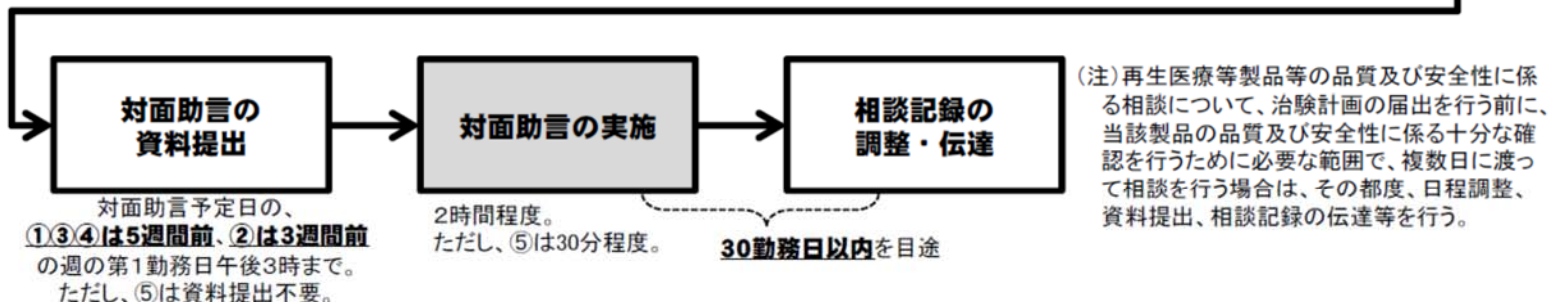 対面助言の
資料提出
対面助言の実施
相談記録の
調整・伝達
対面助言予定日の、
①③④は5週間前、②は3週間前
の週の第1勤務日午後3時まで。
ただし、⑤は資料提出不要。
2時間程度。
ただし、⑤は30分程度。
30勤務日以内を目途
（注）再生医療等製品等の品質及び安全性に係
る相談について、治験計画の届出を行う前に、
当該製品の品質及び安全性に係る十分な確
認を行うために必要な範囲で、複数日に渡っ
て相談を行う場合は、その都度、日程調整、
資料提出、相談記録の伝達等を行う。